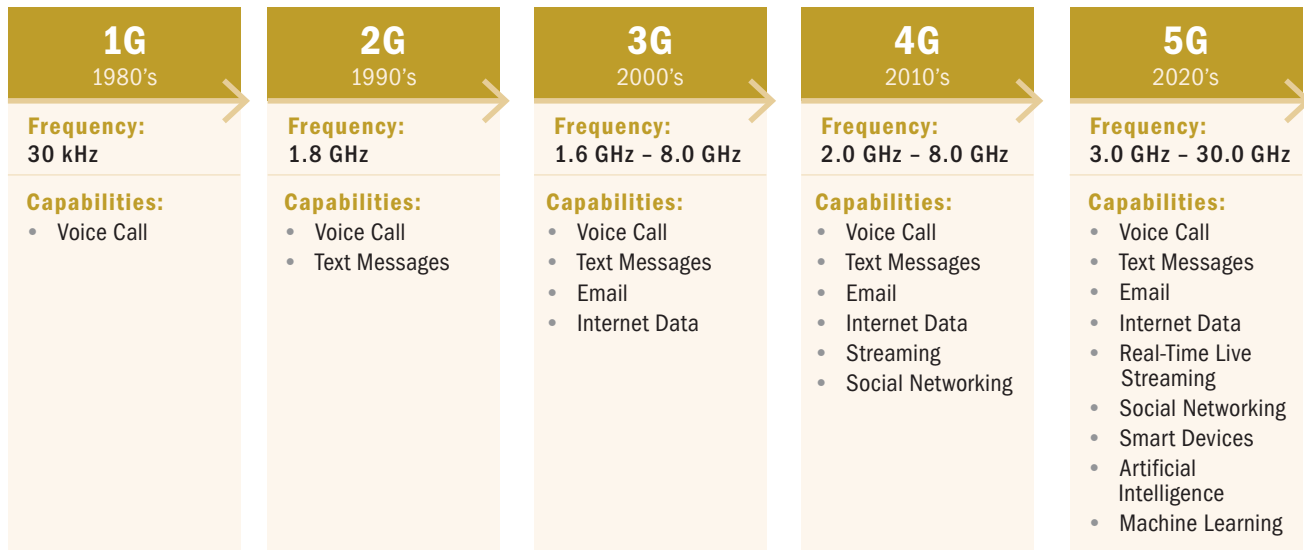 1G
1980's
Frequency:
30 kHz
Capabilities:
• Voice Call
2G
1990's
Frequency:
1.8 GHz
Capabilities:
• Voice Call
• Text Messages
3G
2000's
Frequency:
1.6 GHz – 8.0 GHz
Capabilities:
• Voice Call
• Text Messages
• Email
• Internet Data
4G
2010's
Frequency:
2.0 GHz – 8.0 GHz
Capabilities:
• Voice Call
• Text Messages
• Email
• Internet Data
• Streaming
• Social Networking
5G
2020's
Frequency:
3.0 GHz – 30.0 GHz
Capabilities:
• Voice Call
• Text Messages
• Email
• Internet Data
• Real-Time Live
Streaming
• Social Networking
• Smart Devices
• Artificial
Intelligence
• Machine Learning